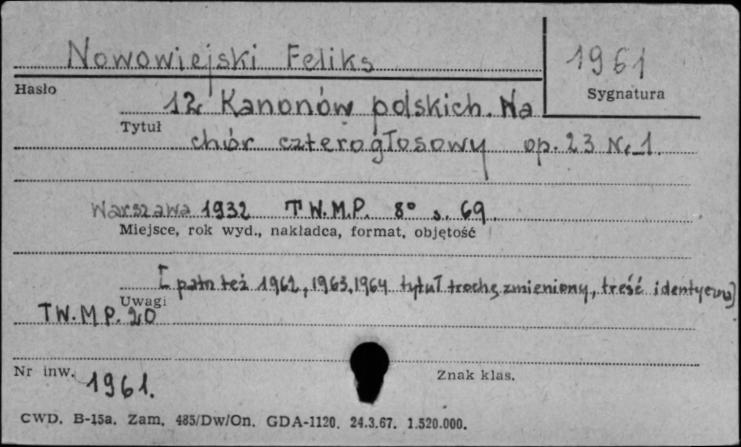 Nowowiejski Feliks
1961
Hasło
Sygnatura
12 Kanonów polskich. Na
Tytuł
chór czterogłosowy op. 23 Nr 1.
Warszawa 1932 T.W.M.P. 8° s. 69.
Miejsce, rok wyd., nakładca, format, objętość
[patrz też 1962, 1963, 1964 tytuł trochę zmieniony, treść identyczna]
Uwagi
TW.M P. 20
Nr inw. 1961.
Znak klas.
CWD. B-15a. Zam. 485/Dw/On. GDA-1120. 24.3.67. 1.520.000.